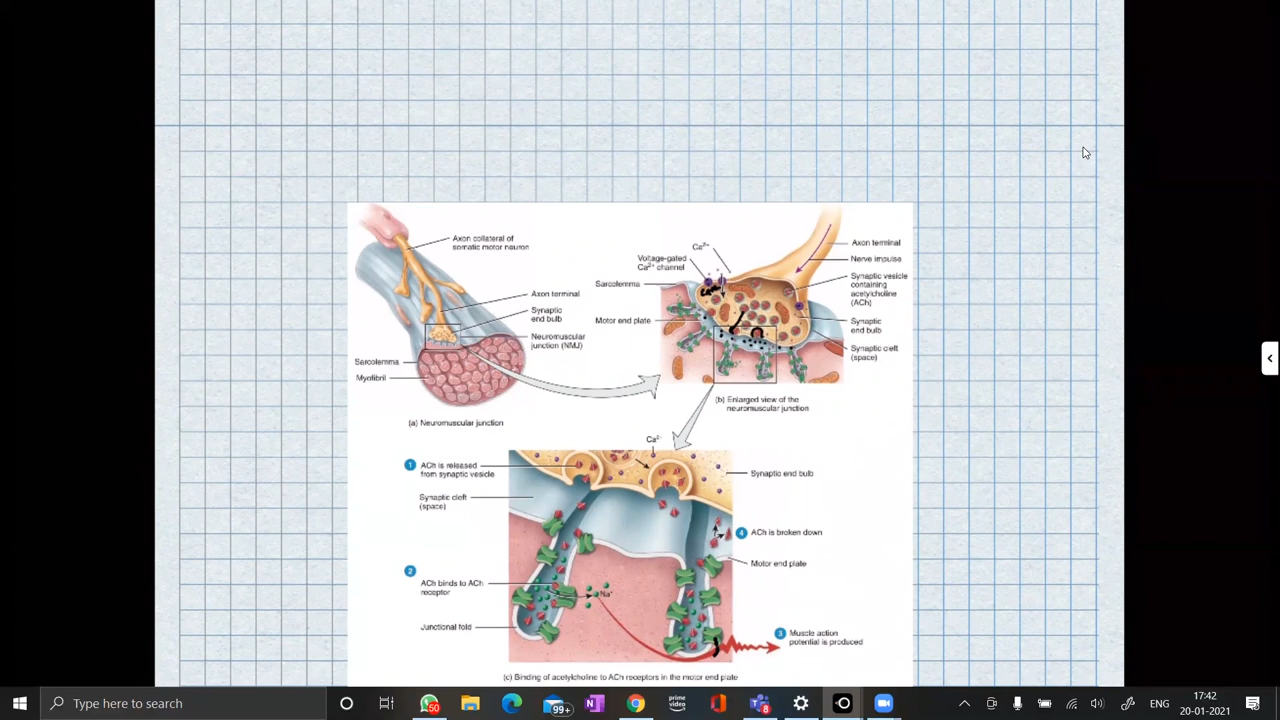 Axon collateral of
somatic motor neuron
Axon terminal
Synaptic
end bulb
Neuromuscular
junction (NMJ)
Sarcolemma
Myofibril
(a) Neuromuscular junction
Ca²⁺
Voltage-gated
Ca²⁺ channel
Sarcolemma
Motor end plate
Axon terminal
Nerve impulse
Synaptic vesicle
containing
acetylcholine
(ACh)
Synaptic
end bulb
Synaptic cleft
(space)
(b) Enlarged view of the
neuromuscular junction
Ca²⁺
1 ACh is released
from synaptic vesicle
Synaptic cleft
(space)
2
ACh binds to ACh
receptor
Junctional fold
Na⁺
Synaptic end bulb
4 ACh is broken down
Motor end plate
3 Muscle action
potential is produced
(c) Binding of acetylcholine to ACh receptors in the motor end plate
Type here to search
50
99+
prime
video
8
17:42
20-01-2021